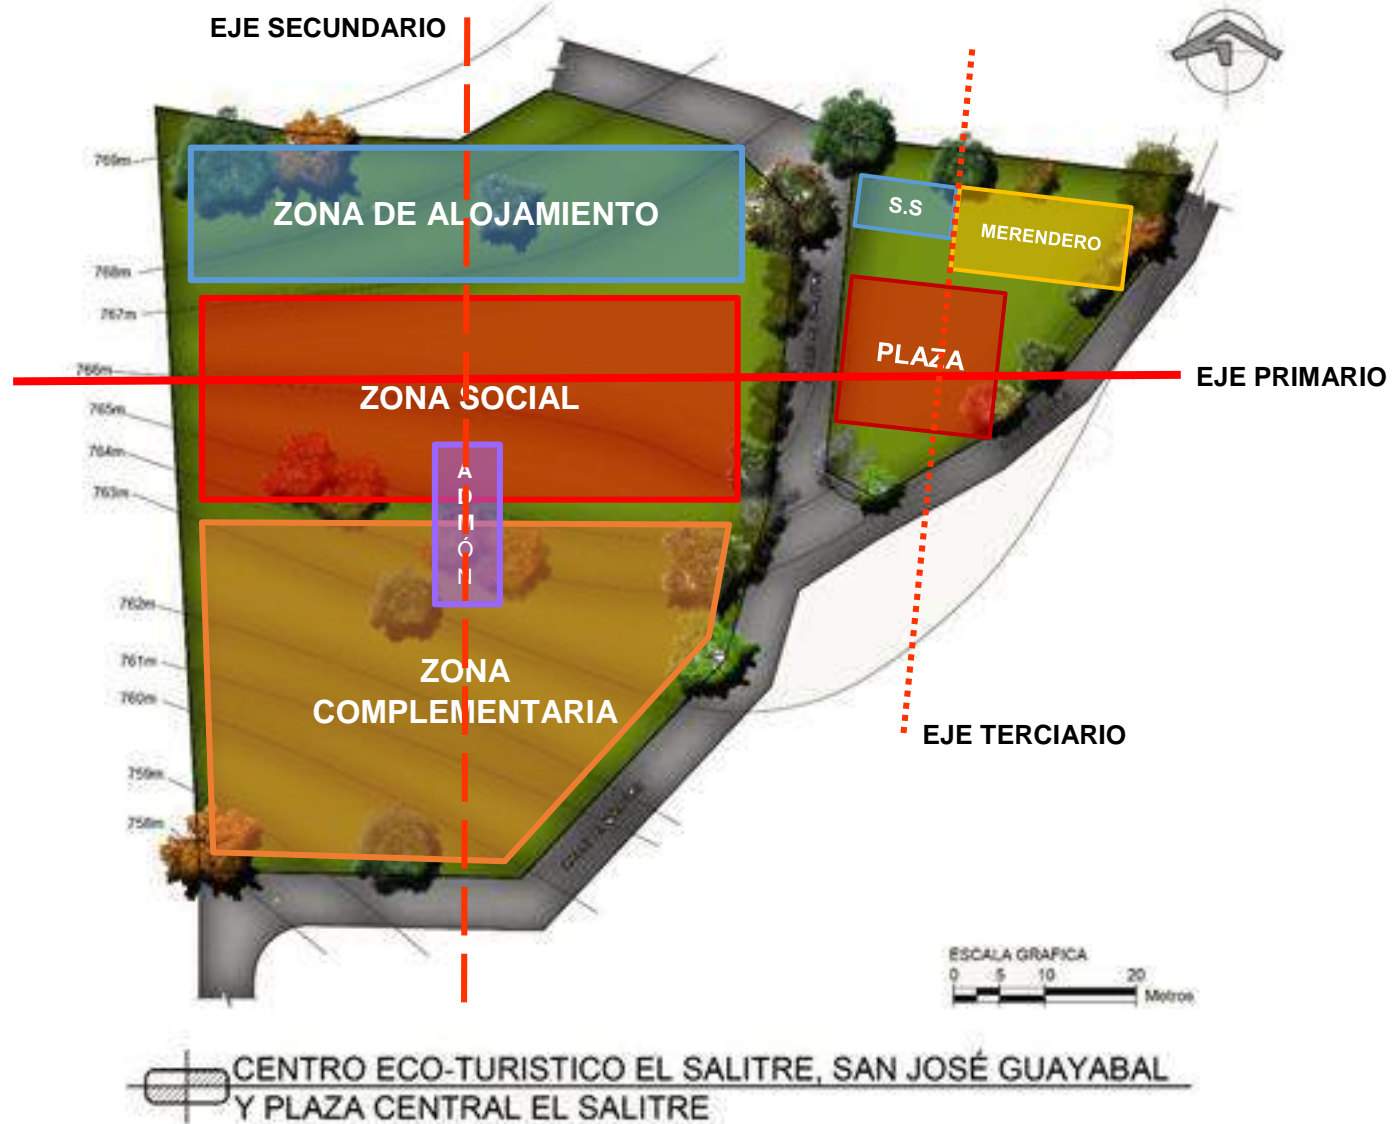 EJE SECUNDARIO
769m
ZONA DE ALOJAMIENTO
S.S
MERENDERO
768m
767m
766m
PLAZA
EJE PRIMARIO
765m
ZONA SOCIAL
764m
763m
ADMÓN
762m
761m
ZONA
COMPLEMENTARIA
760m
EJE TERCIARIO
759m
758m
ESCALA GRAFICA
0 5 10 20
Metros
CENTRO ECO-TURISTICO EL SALITRE, SAN JOSÉ GUAYABAL
Y PLAZA CENTRAL EL SALITRE